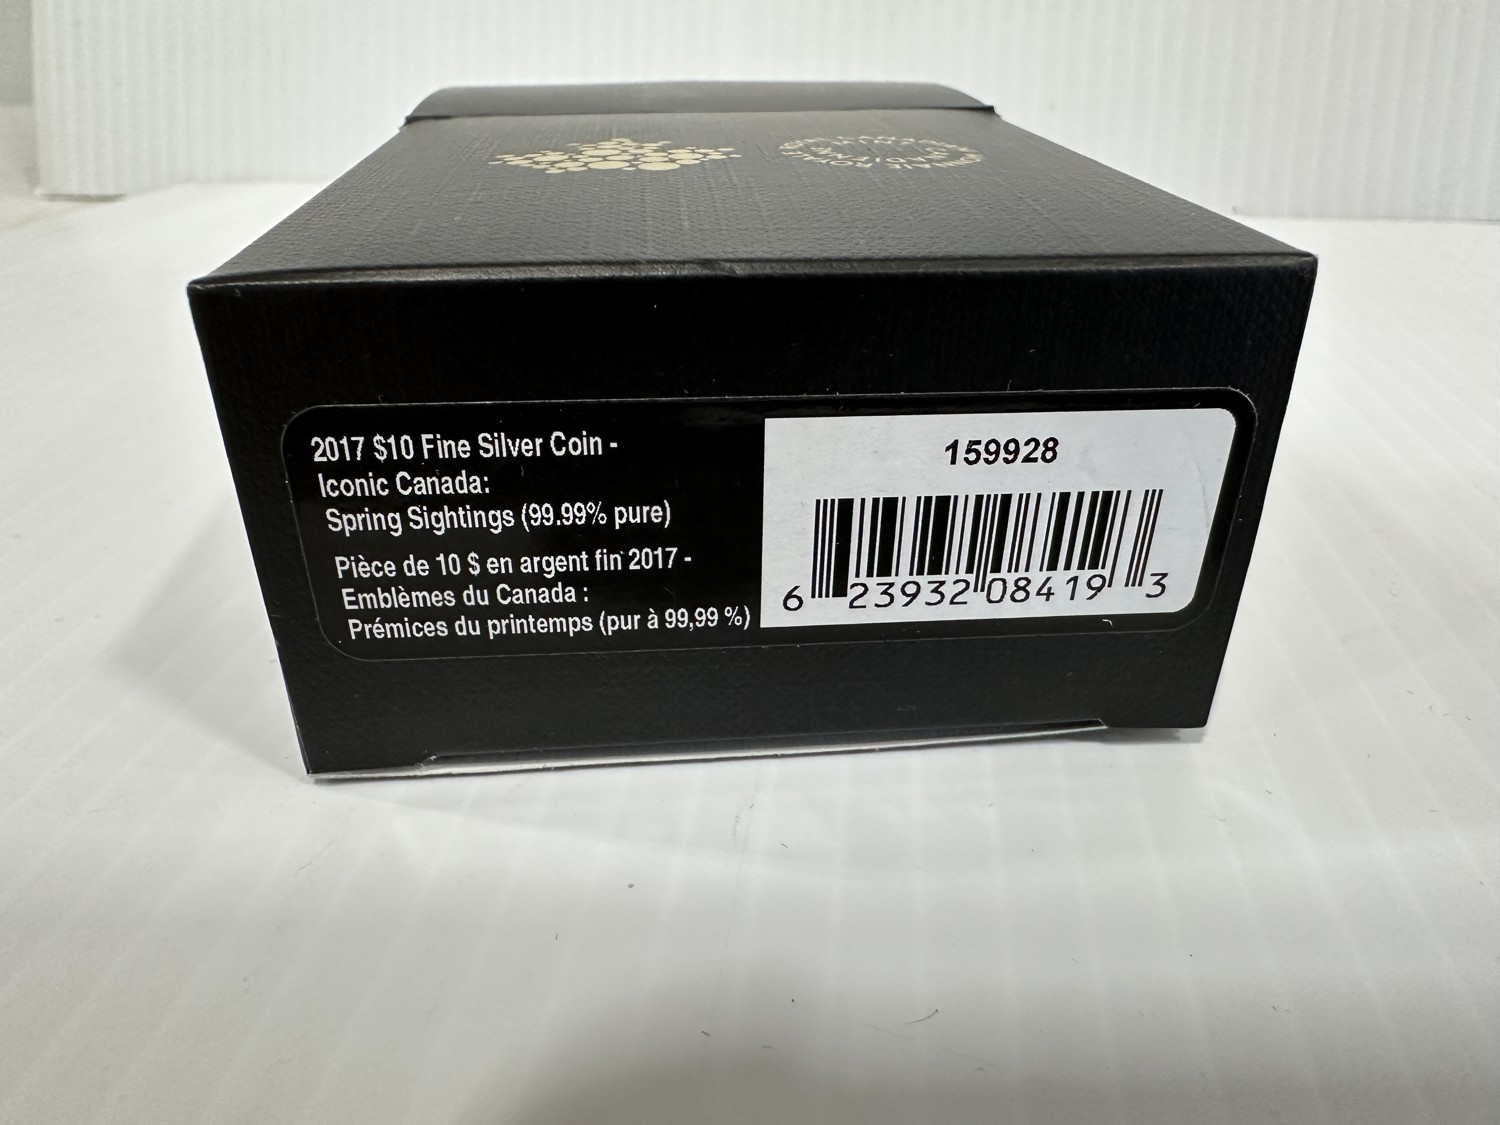 2017 $10 Fine Silver Coin -
Iconic Canada:
Spring Sightings (99.99% pure)
Pièce de 10 $ en argent fin 2017 -
Emblèmes du Canada :
Prémices du printemps (pur à 99,99 %)
159928
6 23932 08419 3